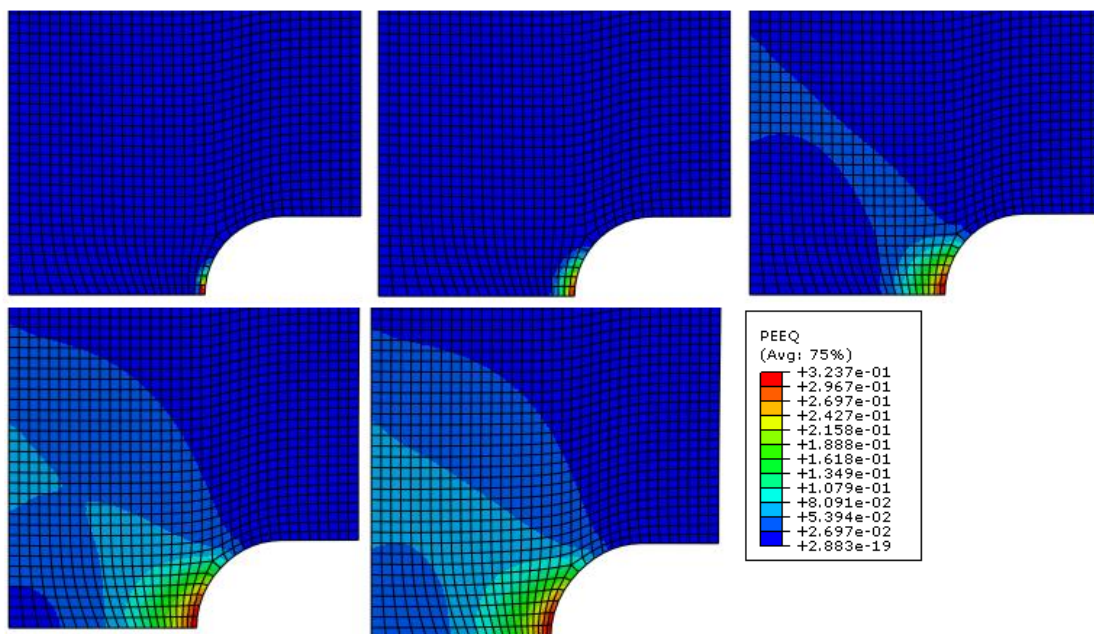 PEEQ
(Avg: 75%)
+3.237e-01
+2.967e-01
+2.697e-01
+2.427e-01
+2.158e-01
+1.888e-01
+1.618e-01
+1.349e-01
+1.079e-01
+8.091e-02
+5.394e-02
+2.697e-02
+2.883e-19